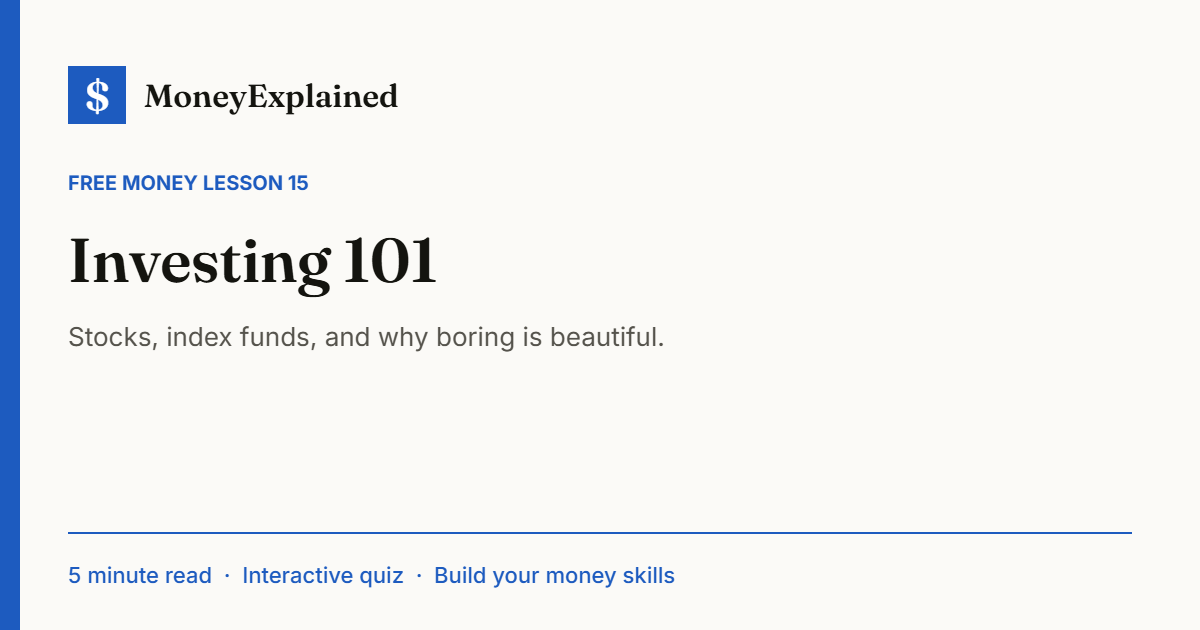 $ MoneyExplained
FREE MONEY LESSON 15
Investing 101
Stocks, index funds, and why boring is beautiful.
5 minute read · Interactive quiz · Build your money skills